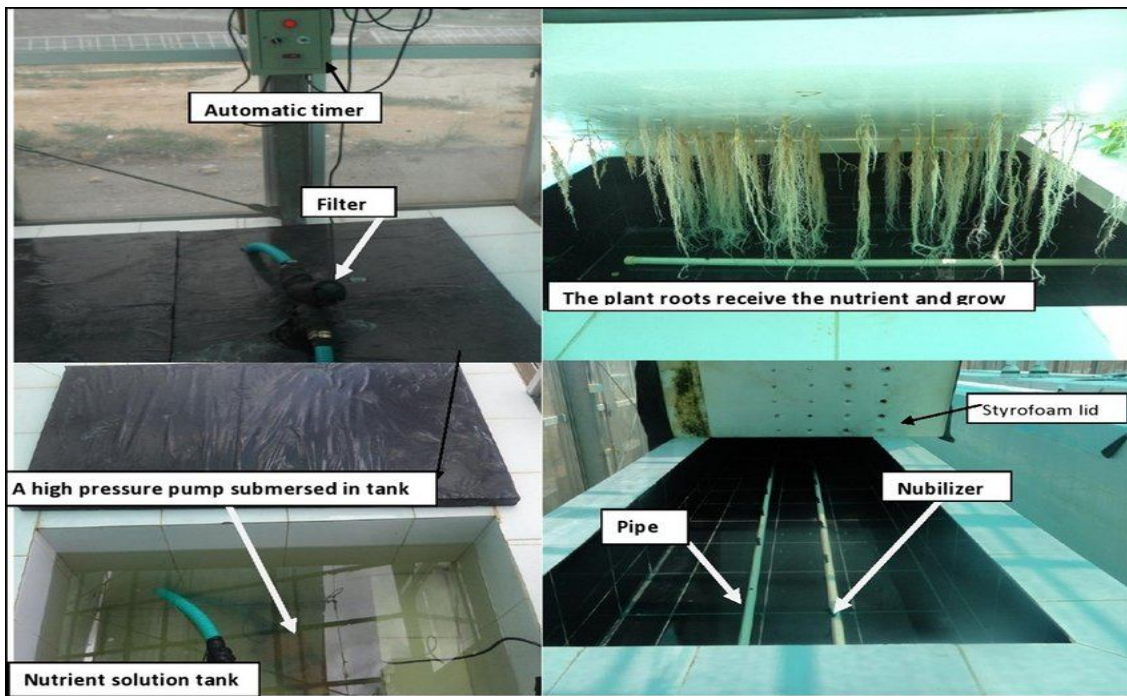 Automatic timer
Filter
The plant roots receive the nutrient and grow
Styrofoam lid
A high pressure pump submersed in tank
Nubilizer
Pipe
Nutrient solution tank